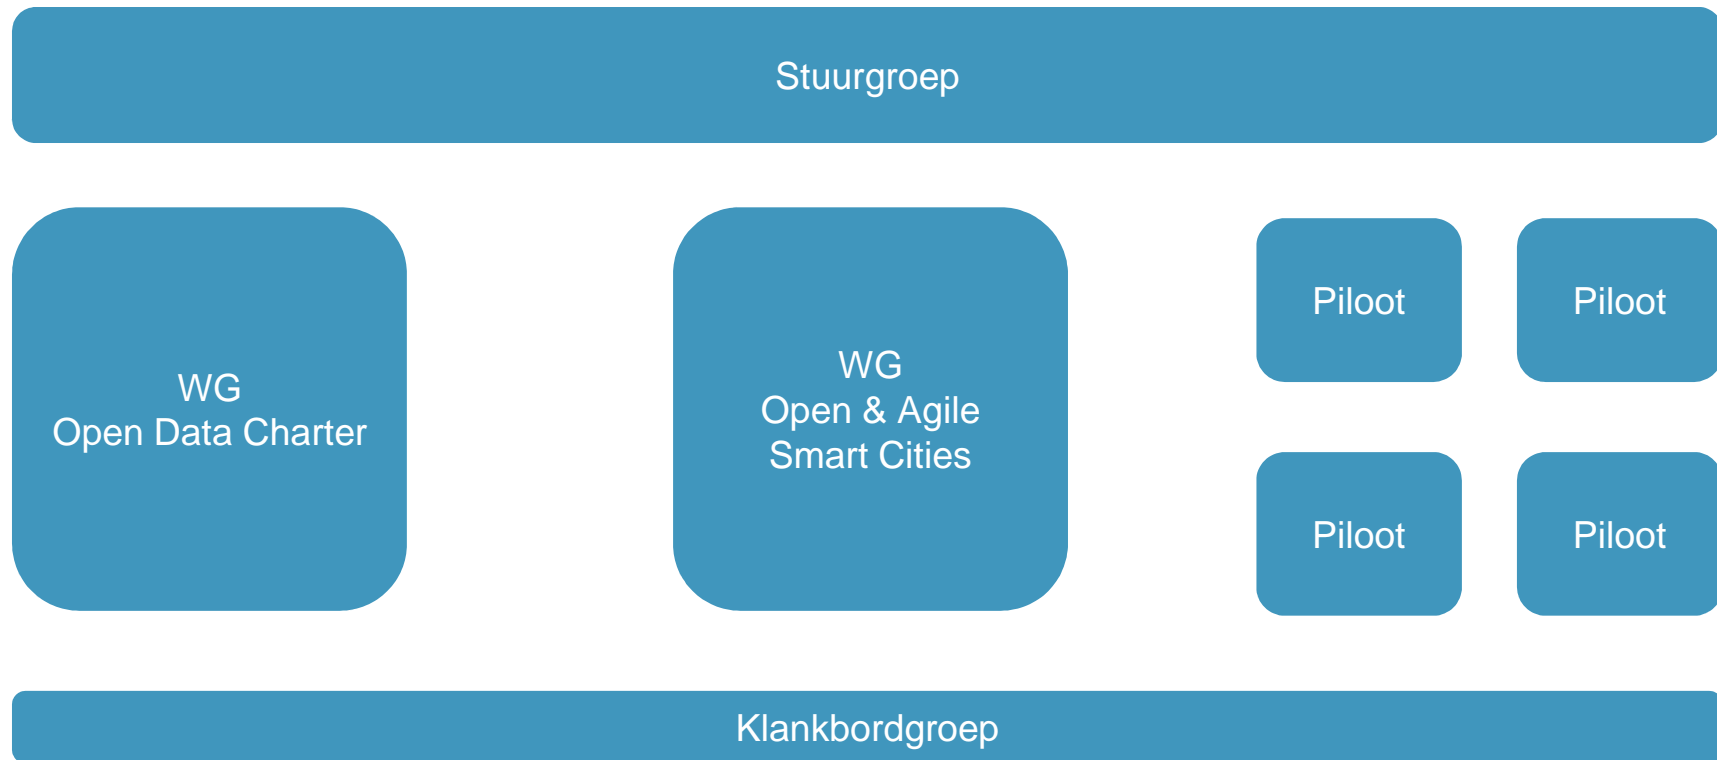 Stuurgroep
WG
Open Data Charter
WG
Open & Agile
Smart Cities
Piloot
Piloot
Piloot
Piloot
Klankbordgroep